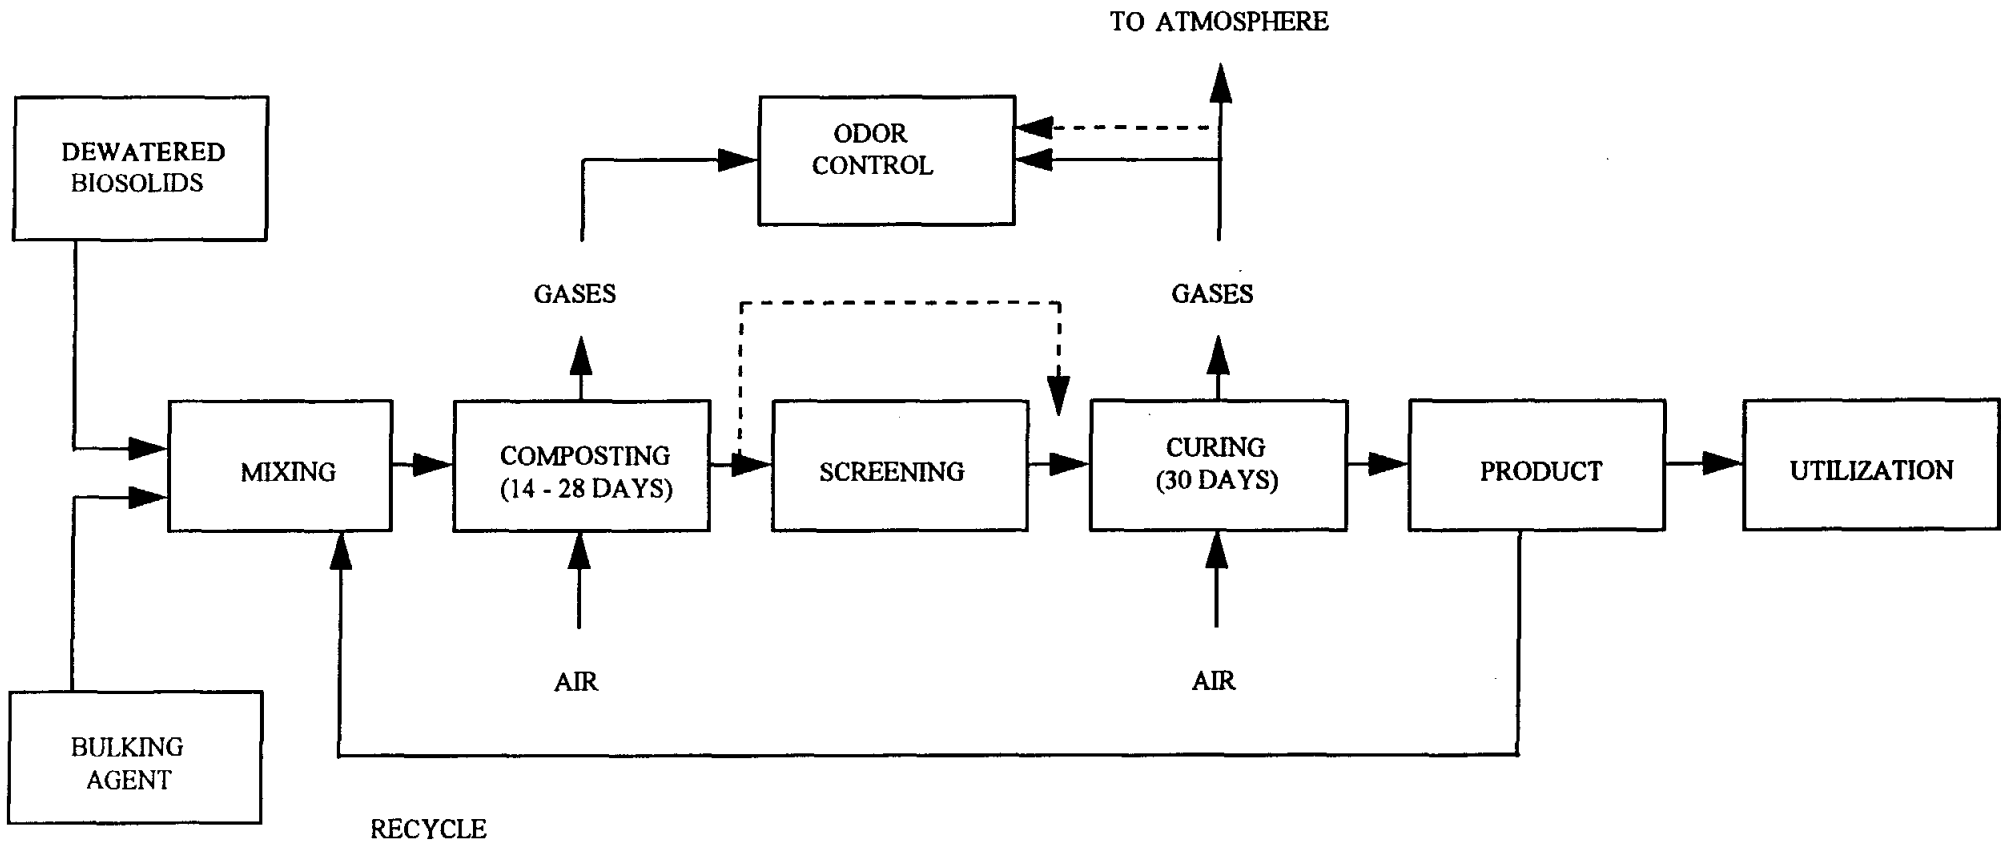 TO ATMOSPHERE
DEWATERED
BIOSOLIDS
ODOR
CONTROL
GASES
GASES
MIXING
COMPOSTING
(14 - 28 DAYS)
SCREENING
CURING
(30 DAYS)
PRODUCT
UTILIZATION
AIR
AIR
BULKING
AGENT
RECYCLE